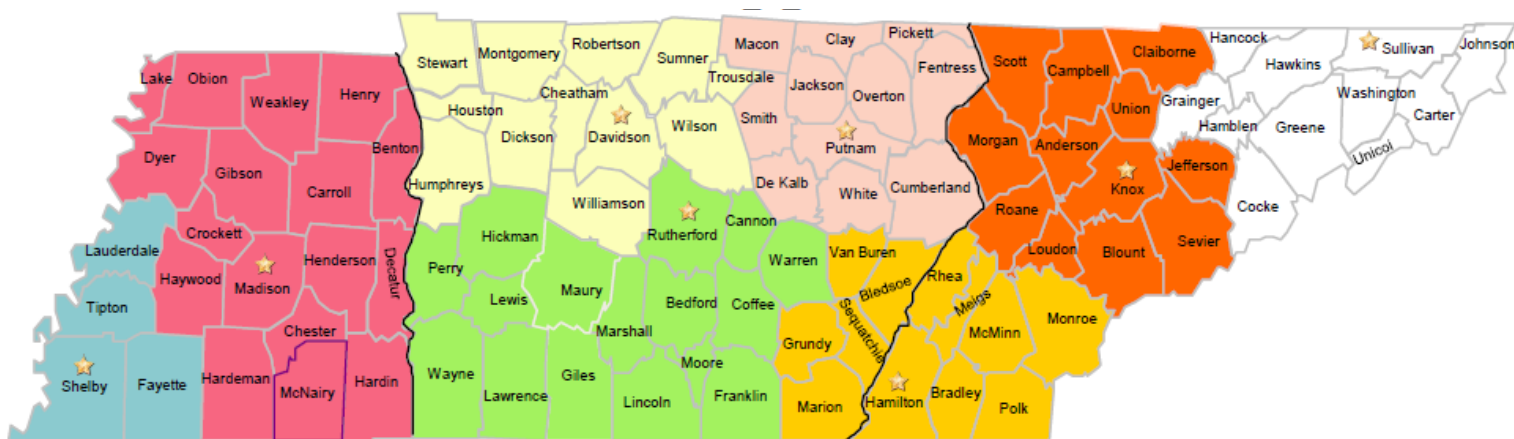 Lake
Obion
Weakley
Henry
Dyer
Gibson
Carroll
Benton
Lauderdale
Crockett
Haywood
Madison
Henderson
Decatur
Tipton
Chester
Shelby
Fayette
Hardeman
McNairy
Hardin
Stewart
Montgomery
Robertson
Sumner
Trousdale
Houston
Cheatham
Dickson
Davidson
Wilson
Humphreys
Williamson
Hickman
Rutherford
Cannon
Perry
Lewis
Maury
Bedford
Coffee
Warren
Marshall
Wayne
Lawrence
Giles
Moore
Lincoln
Franklin
Macon
Clay
Pickett
Fentress
Jackson
Overton
Smith
Putnam
De Kalb
White
Cumberland
Van Buren
Bledsoe
Rhea
Sequatchie
Meigs
Grundy
McMinn
Monroe
Marion
Hamilton
Bradley
Polk
Scott
Campbell
Claiborne
Union
Morgan
Anderson
Knox
Jefferson
Roane
Loudon
Blount
Sevier
Hancock
Hawkins
Sullivan
Johnson
Grainger
Hamblen
Greene
Washington
Carter
Unicol
Cocke